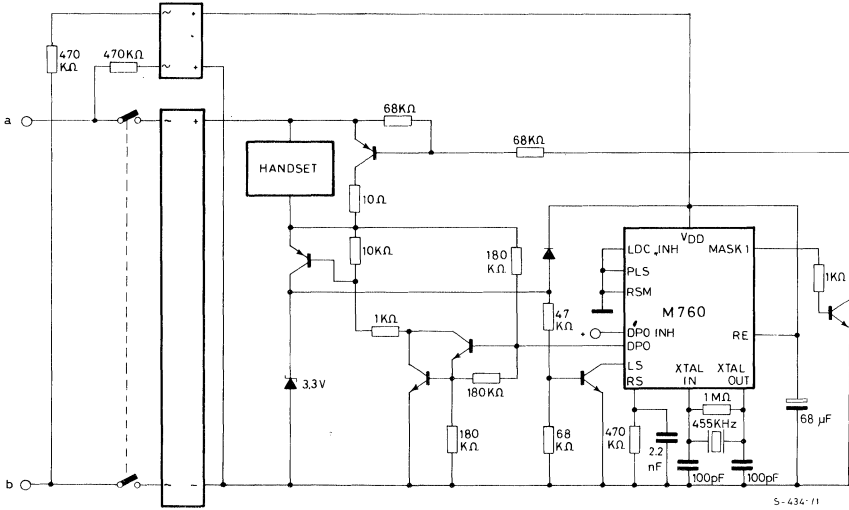 ~ +
470 KΩ
470KΩ
~ +
a
~ +
68KΩ
68KΩ
HANDSET
10Ω
10KΩ
180 KΩ
VDD
LDC INH
MASK1
PLS
RSM
1KΩ
M760
1KΩ
47 KΩ
+
DPO INH
DPO
RE
LS
RS
XTAL IN
XTAL OUT
3,3V
180KΩ
1MΩ
455KHz
68 µF
180 KΩ
68 KΩ
470 KΩ
2.2 nF
100pF
100pF
b
~ -
S-434-/1